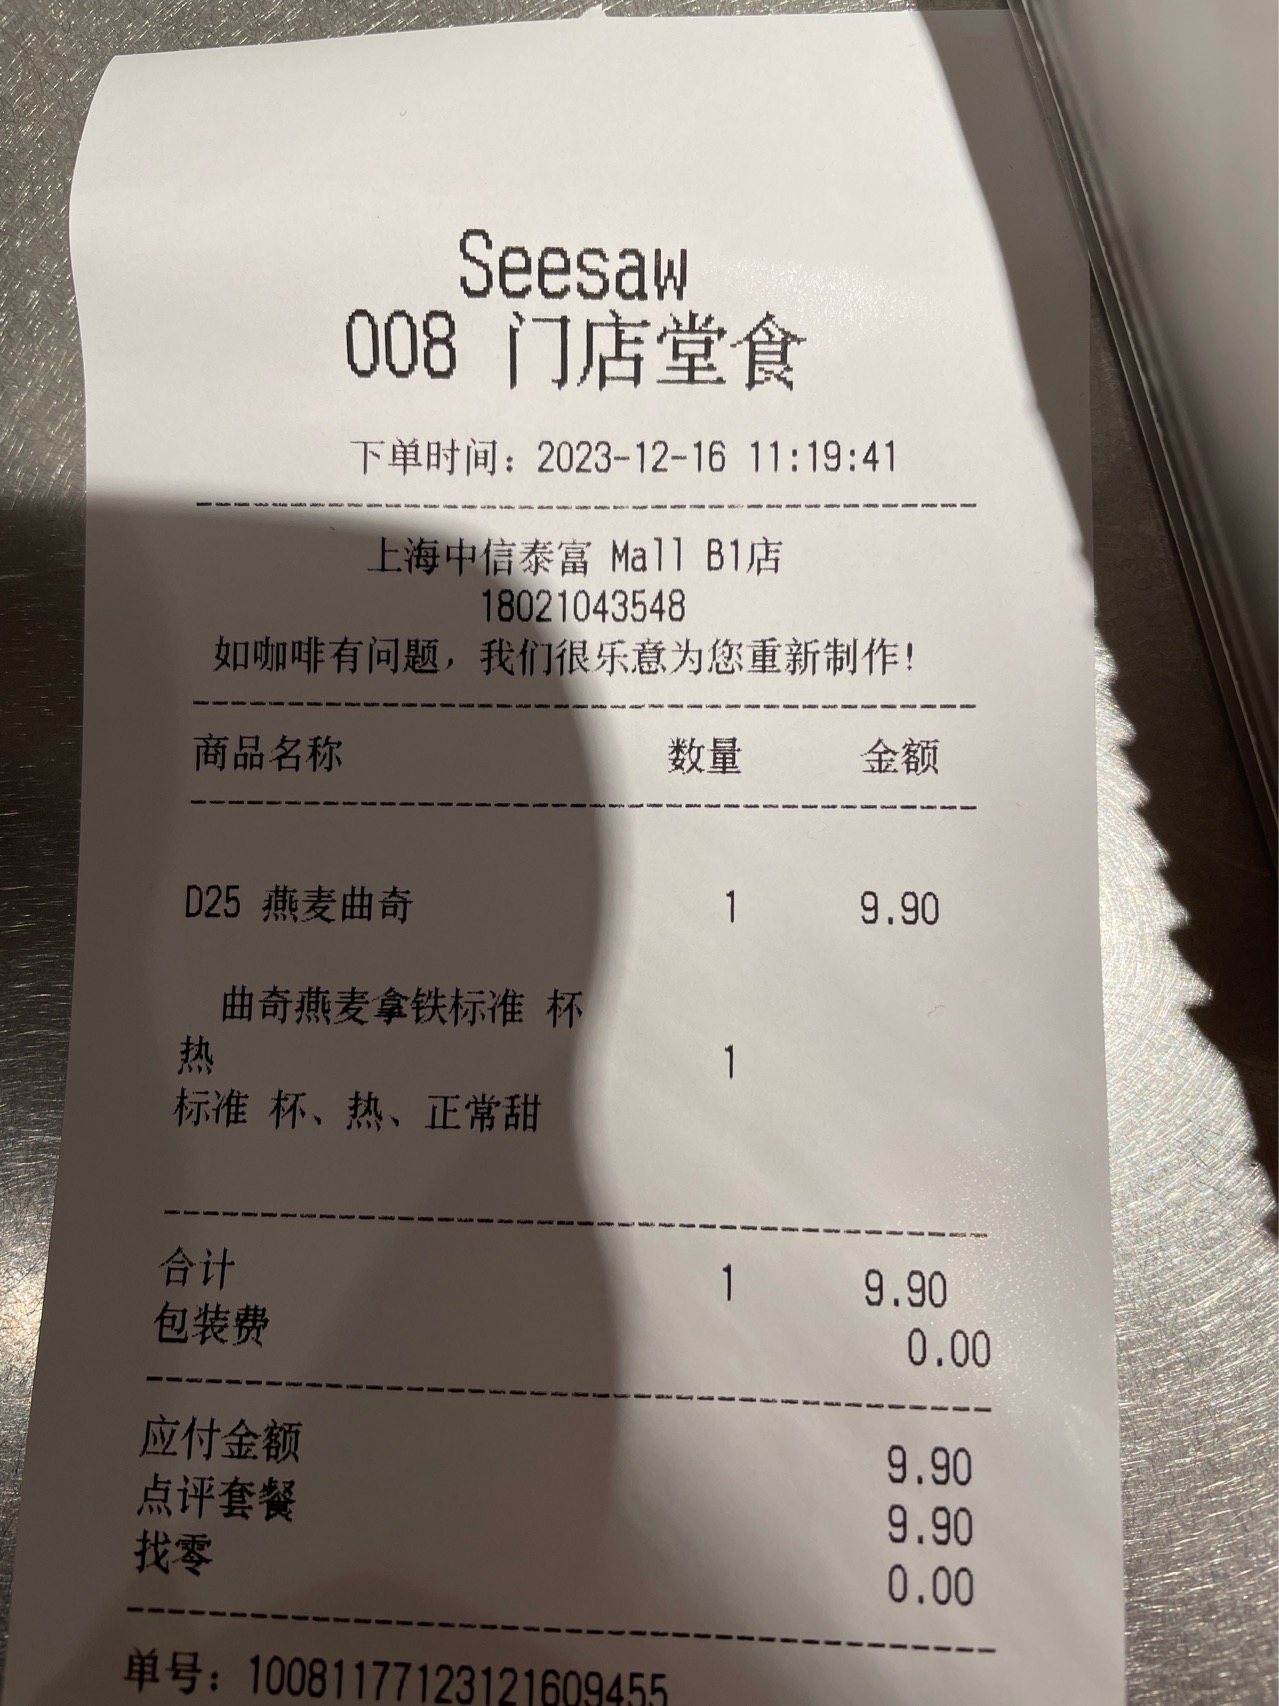 Seesaw
008 门店堂食
下单时间：2023-12-16 11:19:41
上海中信泰富 Mall B1店
18021043548
如咖啡有问题，我们很乐意为您重新制作！
商品名称 数量 金额
D25 燕麦曲奇 1 9.90
曲奇燕麦拿铁标准 杯
热 1
标准 杯、热、正常甜
合计 1 9.90
包装费 0.00
应付金额 9.90
点评套餐 9.90
找零 0.00
单号：10081177123121609455